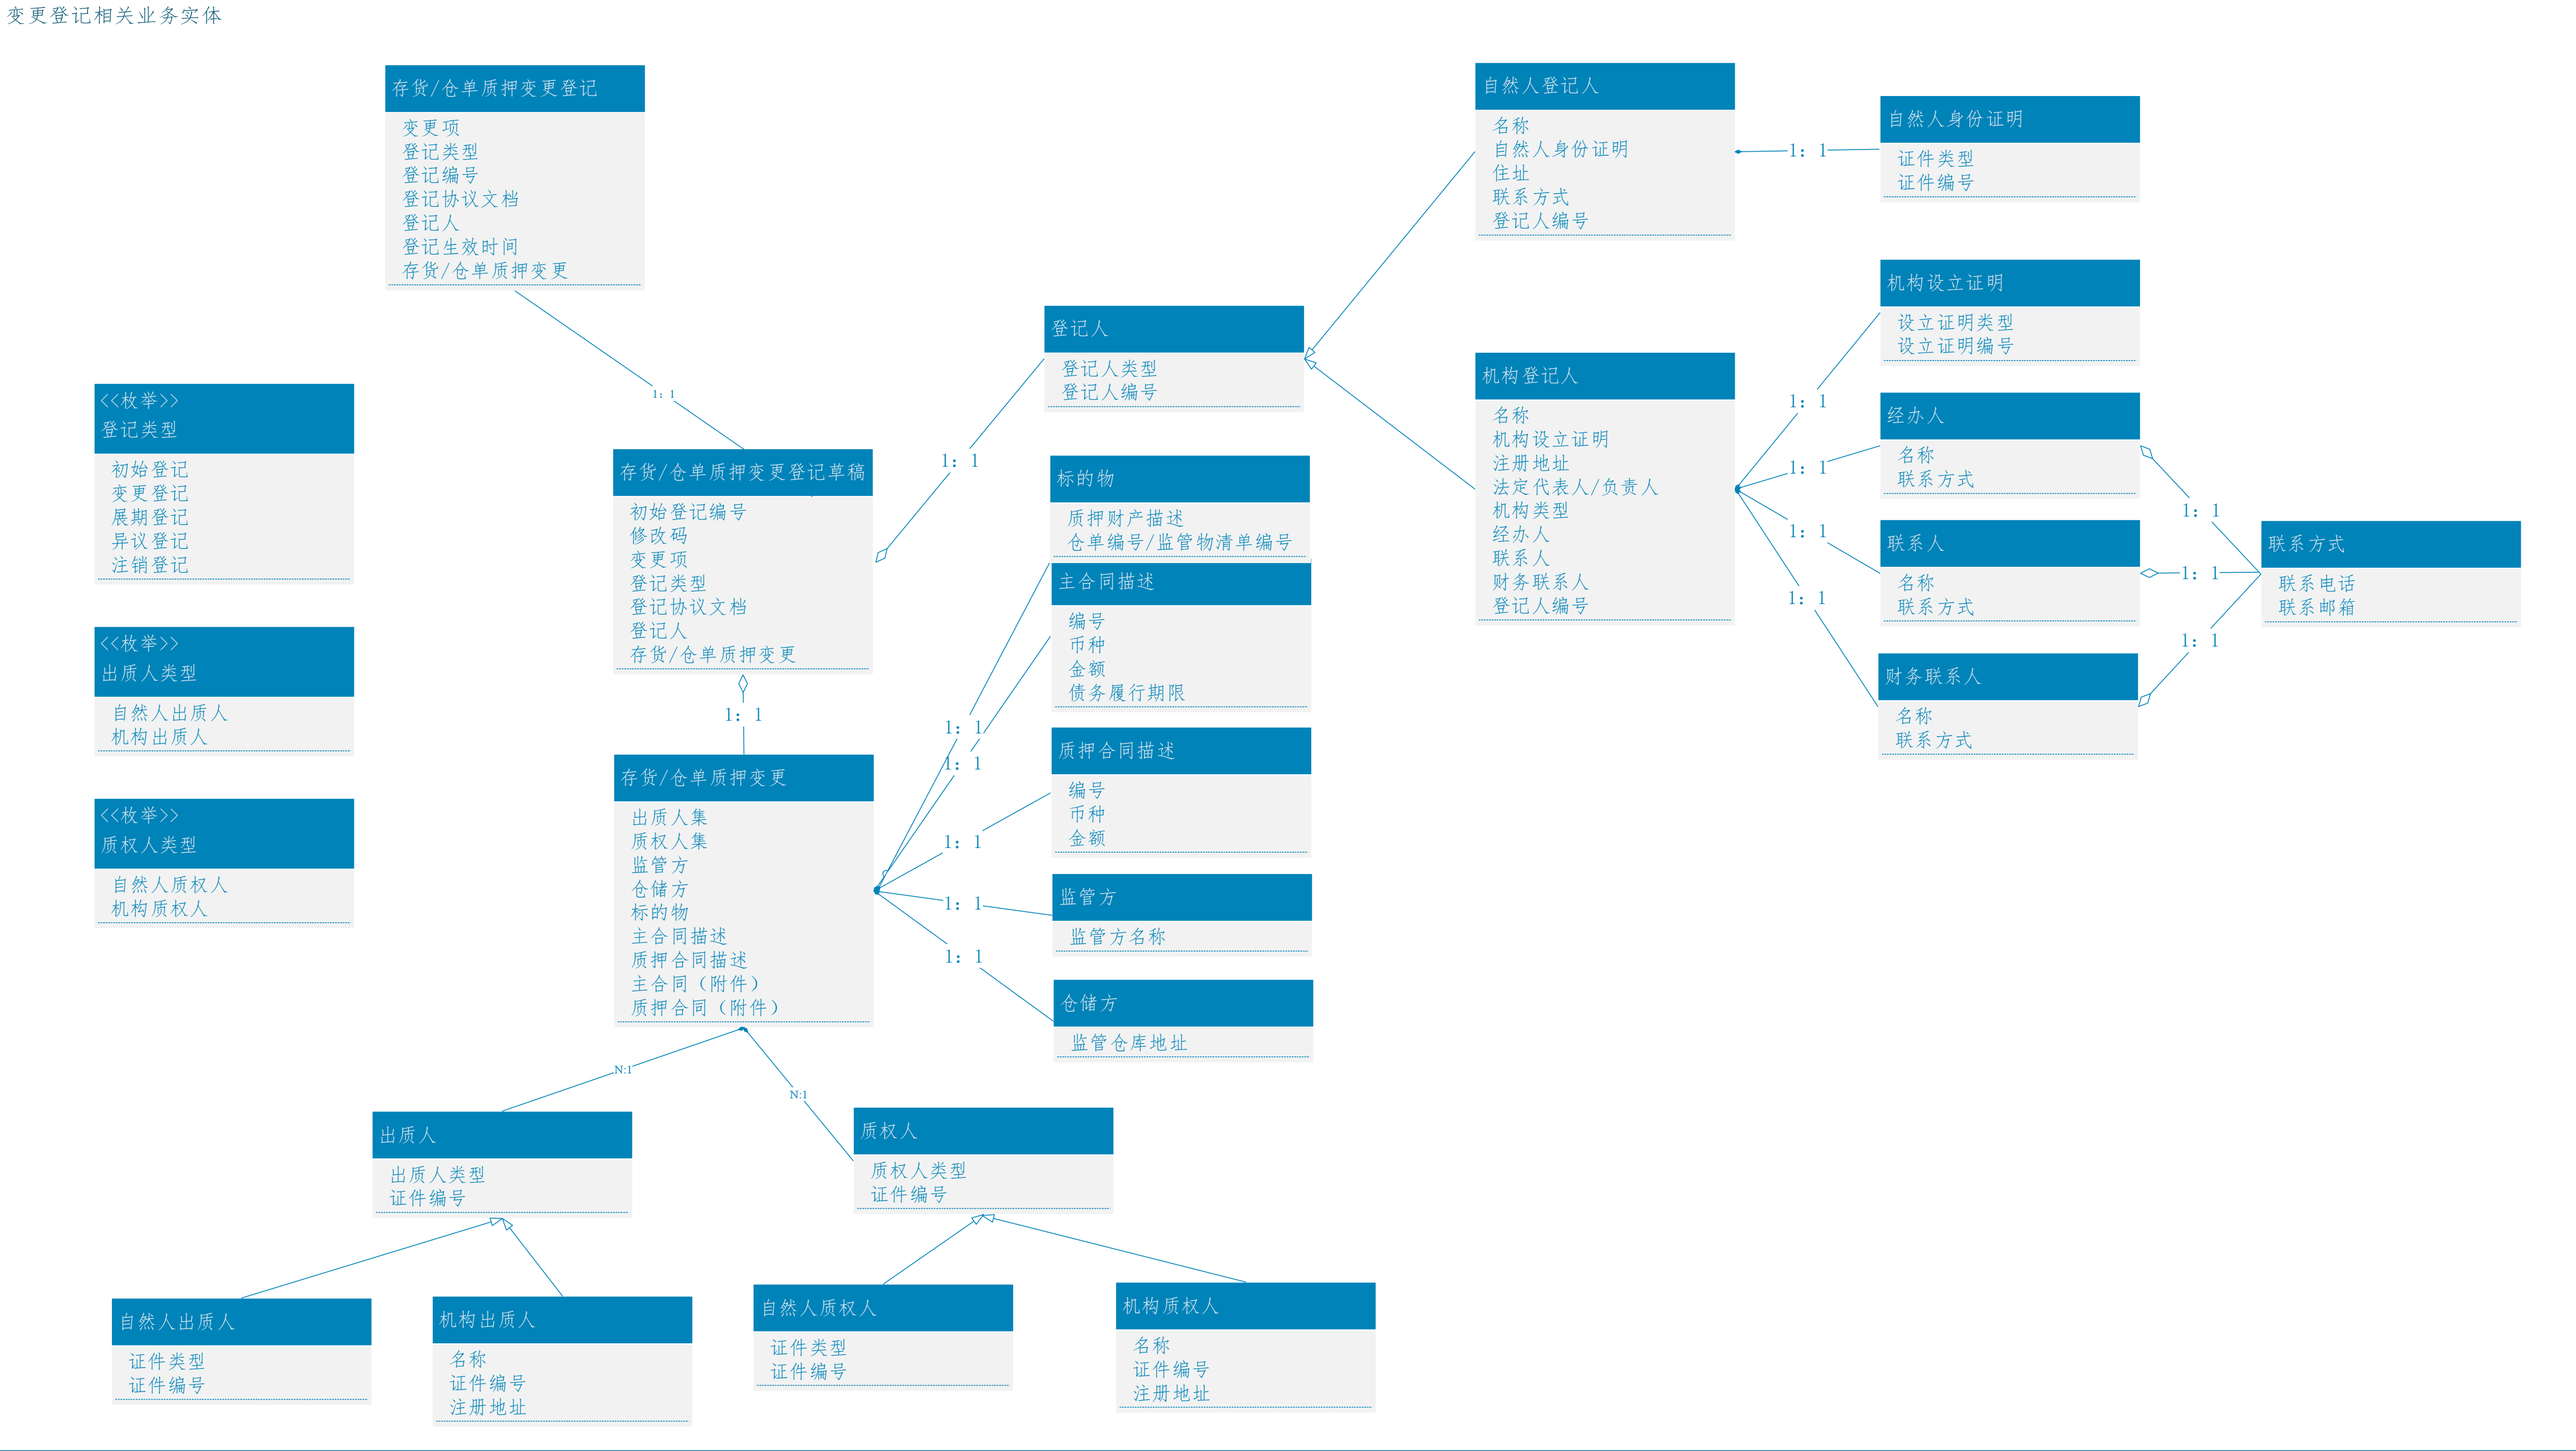 变更登记相关业务实体
存货/仓单质押变更登记
变更项
登记类型
登记编号
登记协议文档
登记人
登记生效时间
存货/仓单质押变更
1: 1
<<枚举>>
登记类型
初始登记
变更登记
展期登记
异议登记
注销登记
<<枚举>>
出质人类型
自然人出质人
机构出质人
<<枚举>>
质权人类型
自然人质权人
机构质权人
存货/仓单质押变更登记草稿
初始登记编号
修改码
变更项
登记类型
登记协议文档
登记人
存货/仓单质押变更
1: 1
1: 1
存货/仓单质押变更
出质人集
质权人集
监管方
仓储方
标的物
主合同描述
质押合同描述
主合同（附件）
质押合同（附件）
登记人
登记人类型
登记人编号
标的物
质押财产描述
仓单编号/监管物清单编号
主合同描述
编号
币种
金额
债务履行期限
质押合同描述
编号
币种
金额
监管方
监管方名称
仓储方
监管仓库地址
1: 1
1: 1
1: 1
1: 1
1: 1
自然人登记人
名称
自然人身份证明
住址
联系方式
登记人编号
1: 1
自然人身份证明
证件类型
证件编号
机构登记人
名称
机构设立证明
注册地址
法定代表人/负责人
机构类型
经办人
联系人
财务联系人
登记人编号
1: 1
1: 1
1: 1
1: 1
机构设立证明
设立证明类型
设立证明编号
经办人
名称
联系方式
联系人
名称
联系方式
财务联系人
名称
联系方式
1: 1
1: 1
1: 1
联系方式
联系电话
联系邮箱
N:1
N:1
出质人
出质人类型
证件编号
质权人
质权人类型
证件编号
自然人出质人
证件类型
证件编号
机构出质人
名称
证件编号
注册地址
自然人质权人
证件类型
证件编号
机构质权人
名称
证件编号
注册地址